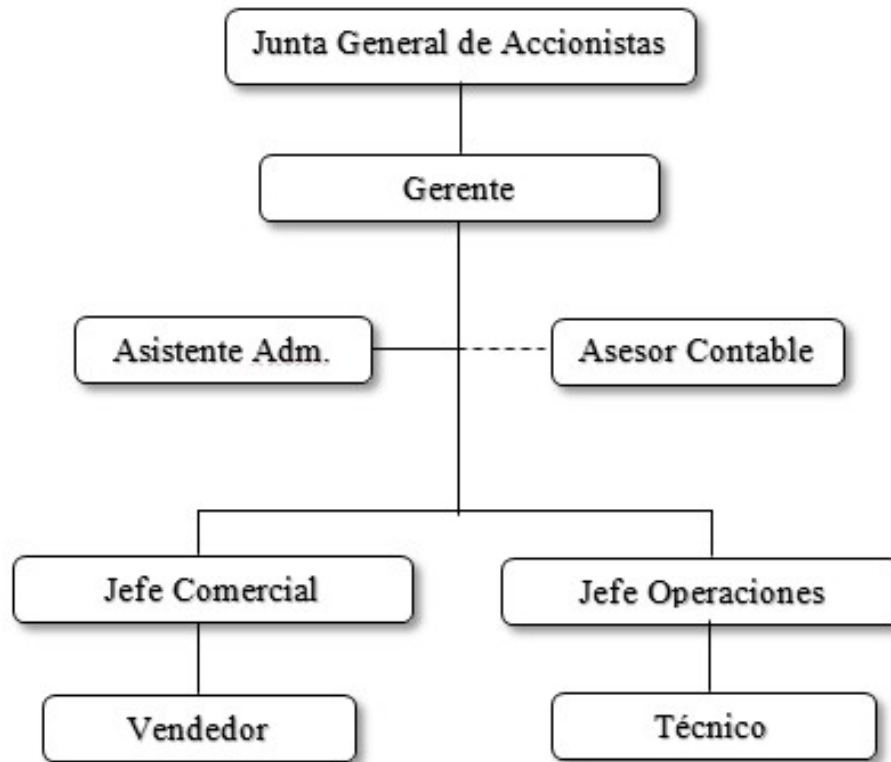 Junta General de Accionistas
Gerente
Asistente Adm.
Asesor Contable
Jefe Comercial
Jefe Operaciones
Vendedor
Técnico